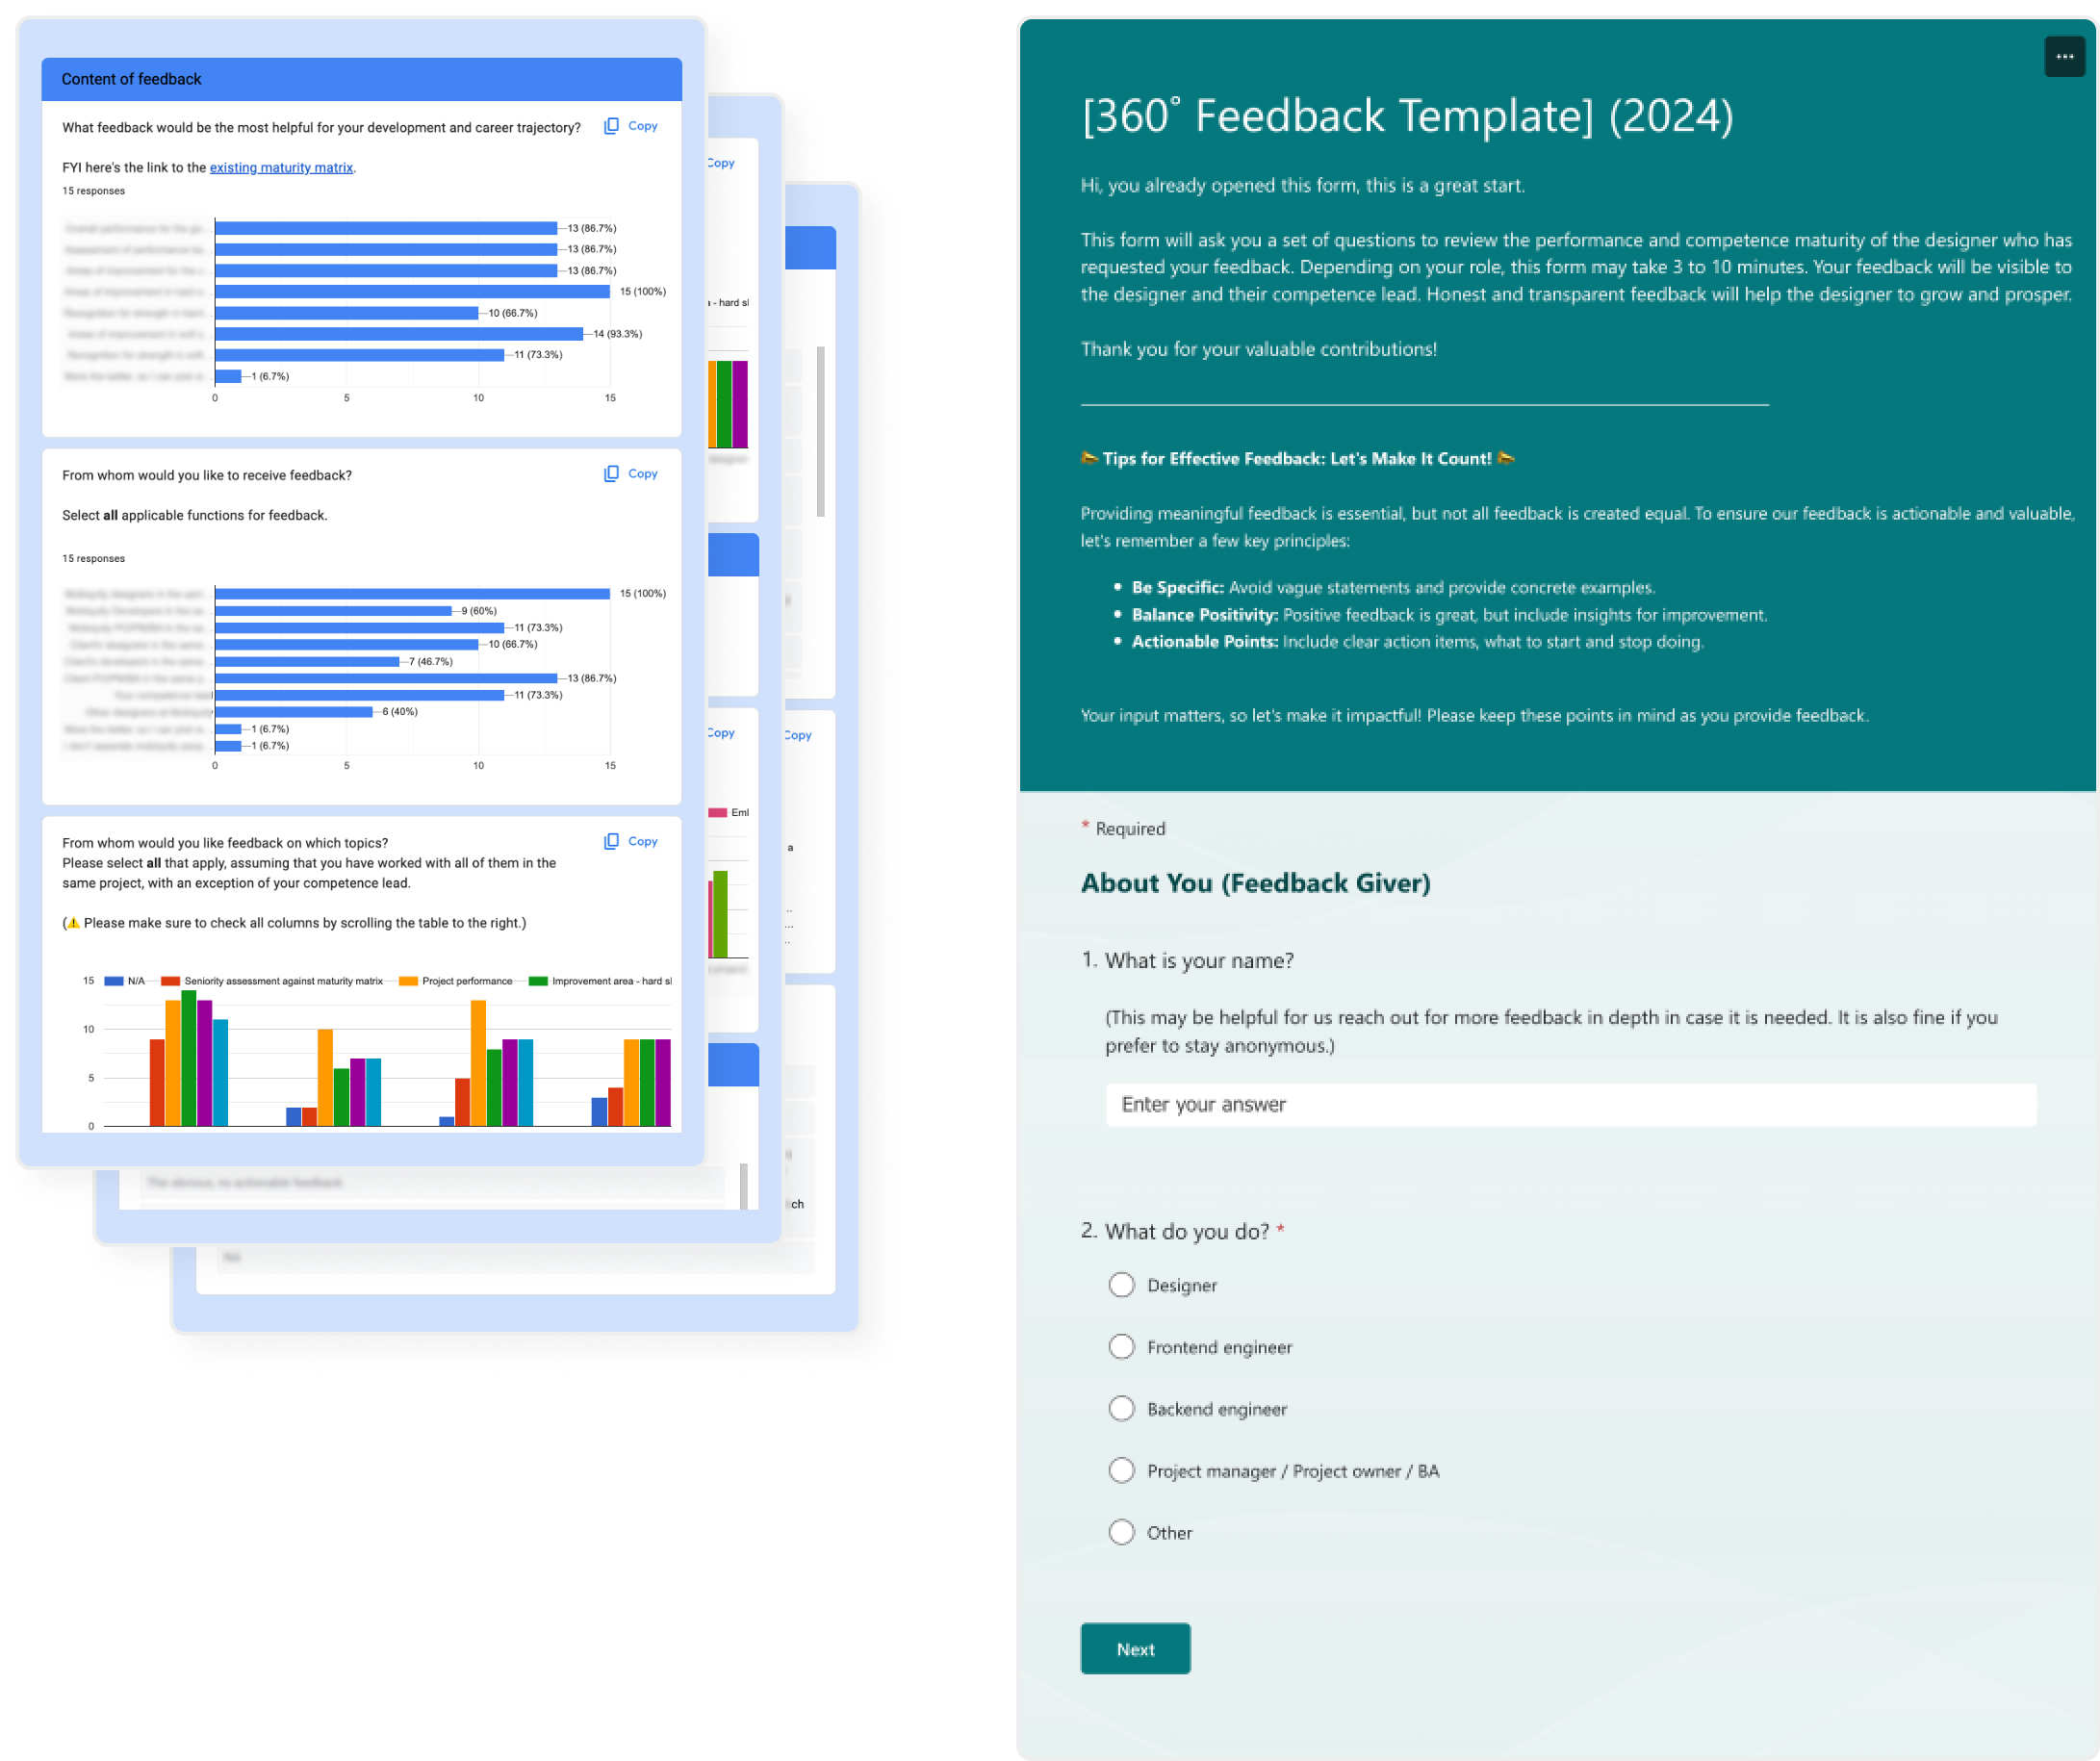 Content of feedback
What feedback would be the most helpful for your development and career trajectory?
Copy
FYI here's the link to the existing maturity matrix.
15 responses
13 (86.7%)
13 (86.7%)
13 (86.7%)
15 (100%)
10 (66.7%)
14 (93.3%)
11 (73.3%)
1 (6.7%)
0 5 10 15
From whom would you like to receive feedback?
Copy
Select all applicable functions for feedback.
15 responses
15 (100%)
9 (60%)
11 (73.3%)
10 (66.7%)
7 (46.7%)
13 (86.7%)
11 (73.3%)
6 (40%)
1 (6.7%)
1 (6.7%)
0 5 10 15
From whom would you like feedback on which topics?
Copy
Please select all that apply, assuming that you have worked with all of them in the
same project, with an exception of your competence lead.
(⚠️ Please make sure to check all columns by scrolling the table to the right.)
N/A Seniority assessment against maturity matrix Project performance Improvement area - hard sl
15
10
5
0
Copy
a - hard sl
Copy
Eml
The obvious, no actionable feedback.
Copy
a
...
ch
NA
[360° Feedback Template] (2024)
Hi, you already opened this form, this is a great start.
This form will ask you a set of questions to review the performance and competence maturity of the designer who has
requested your feedback. Depending on your role, this form may take 3 to 10 minutes. Your feedback will be visible to
the designer and their competence lead. Honest and transparent feedback will help the designer to grow and prosper.
Thank you for your valuable contributions!
Tips for Effective Feedback: Let's Make It Count!
Providing meaningful feedback is essential, but not all feedback is created equal. To ensure our feedback is actionable and valuable,
let's remember a few key principles:
• Be Specific: Avoid vague statements and provide concrete examples.
• Balance Positivity: Positive feedback is great, but include insights for improvement.
• Actionable Points: Include clear action items, what to start and stop doing.
Your input matters, so let's make it impactful! Please keep these points in mind as you provide feedback.
* Required
About You (Feedback Giver)
1. What is your name?
(This may be helpful for us reach out for more feedback in depth in case it is needed. It is also fine if you
prefer to stay anonymous.)
Enter your answer
2. What do you do? *
Designer
Frontend engineer
Backend engineer
Project manager / Project owner / BA
Other
Next